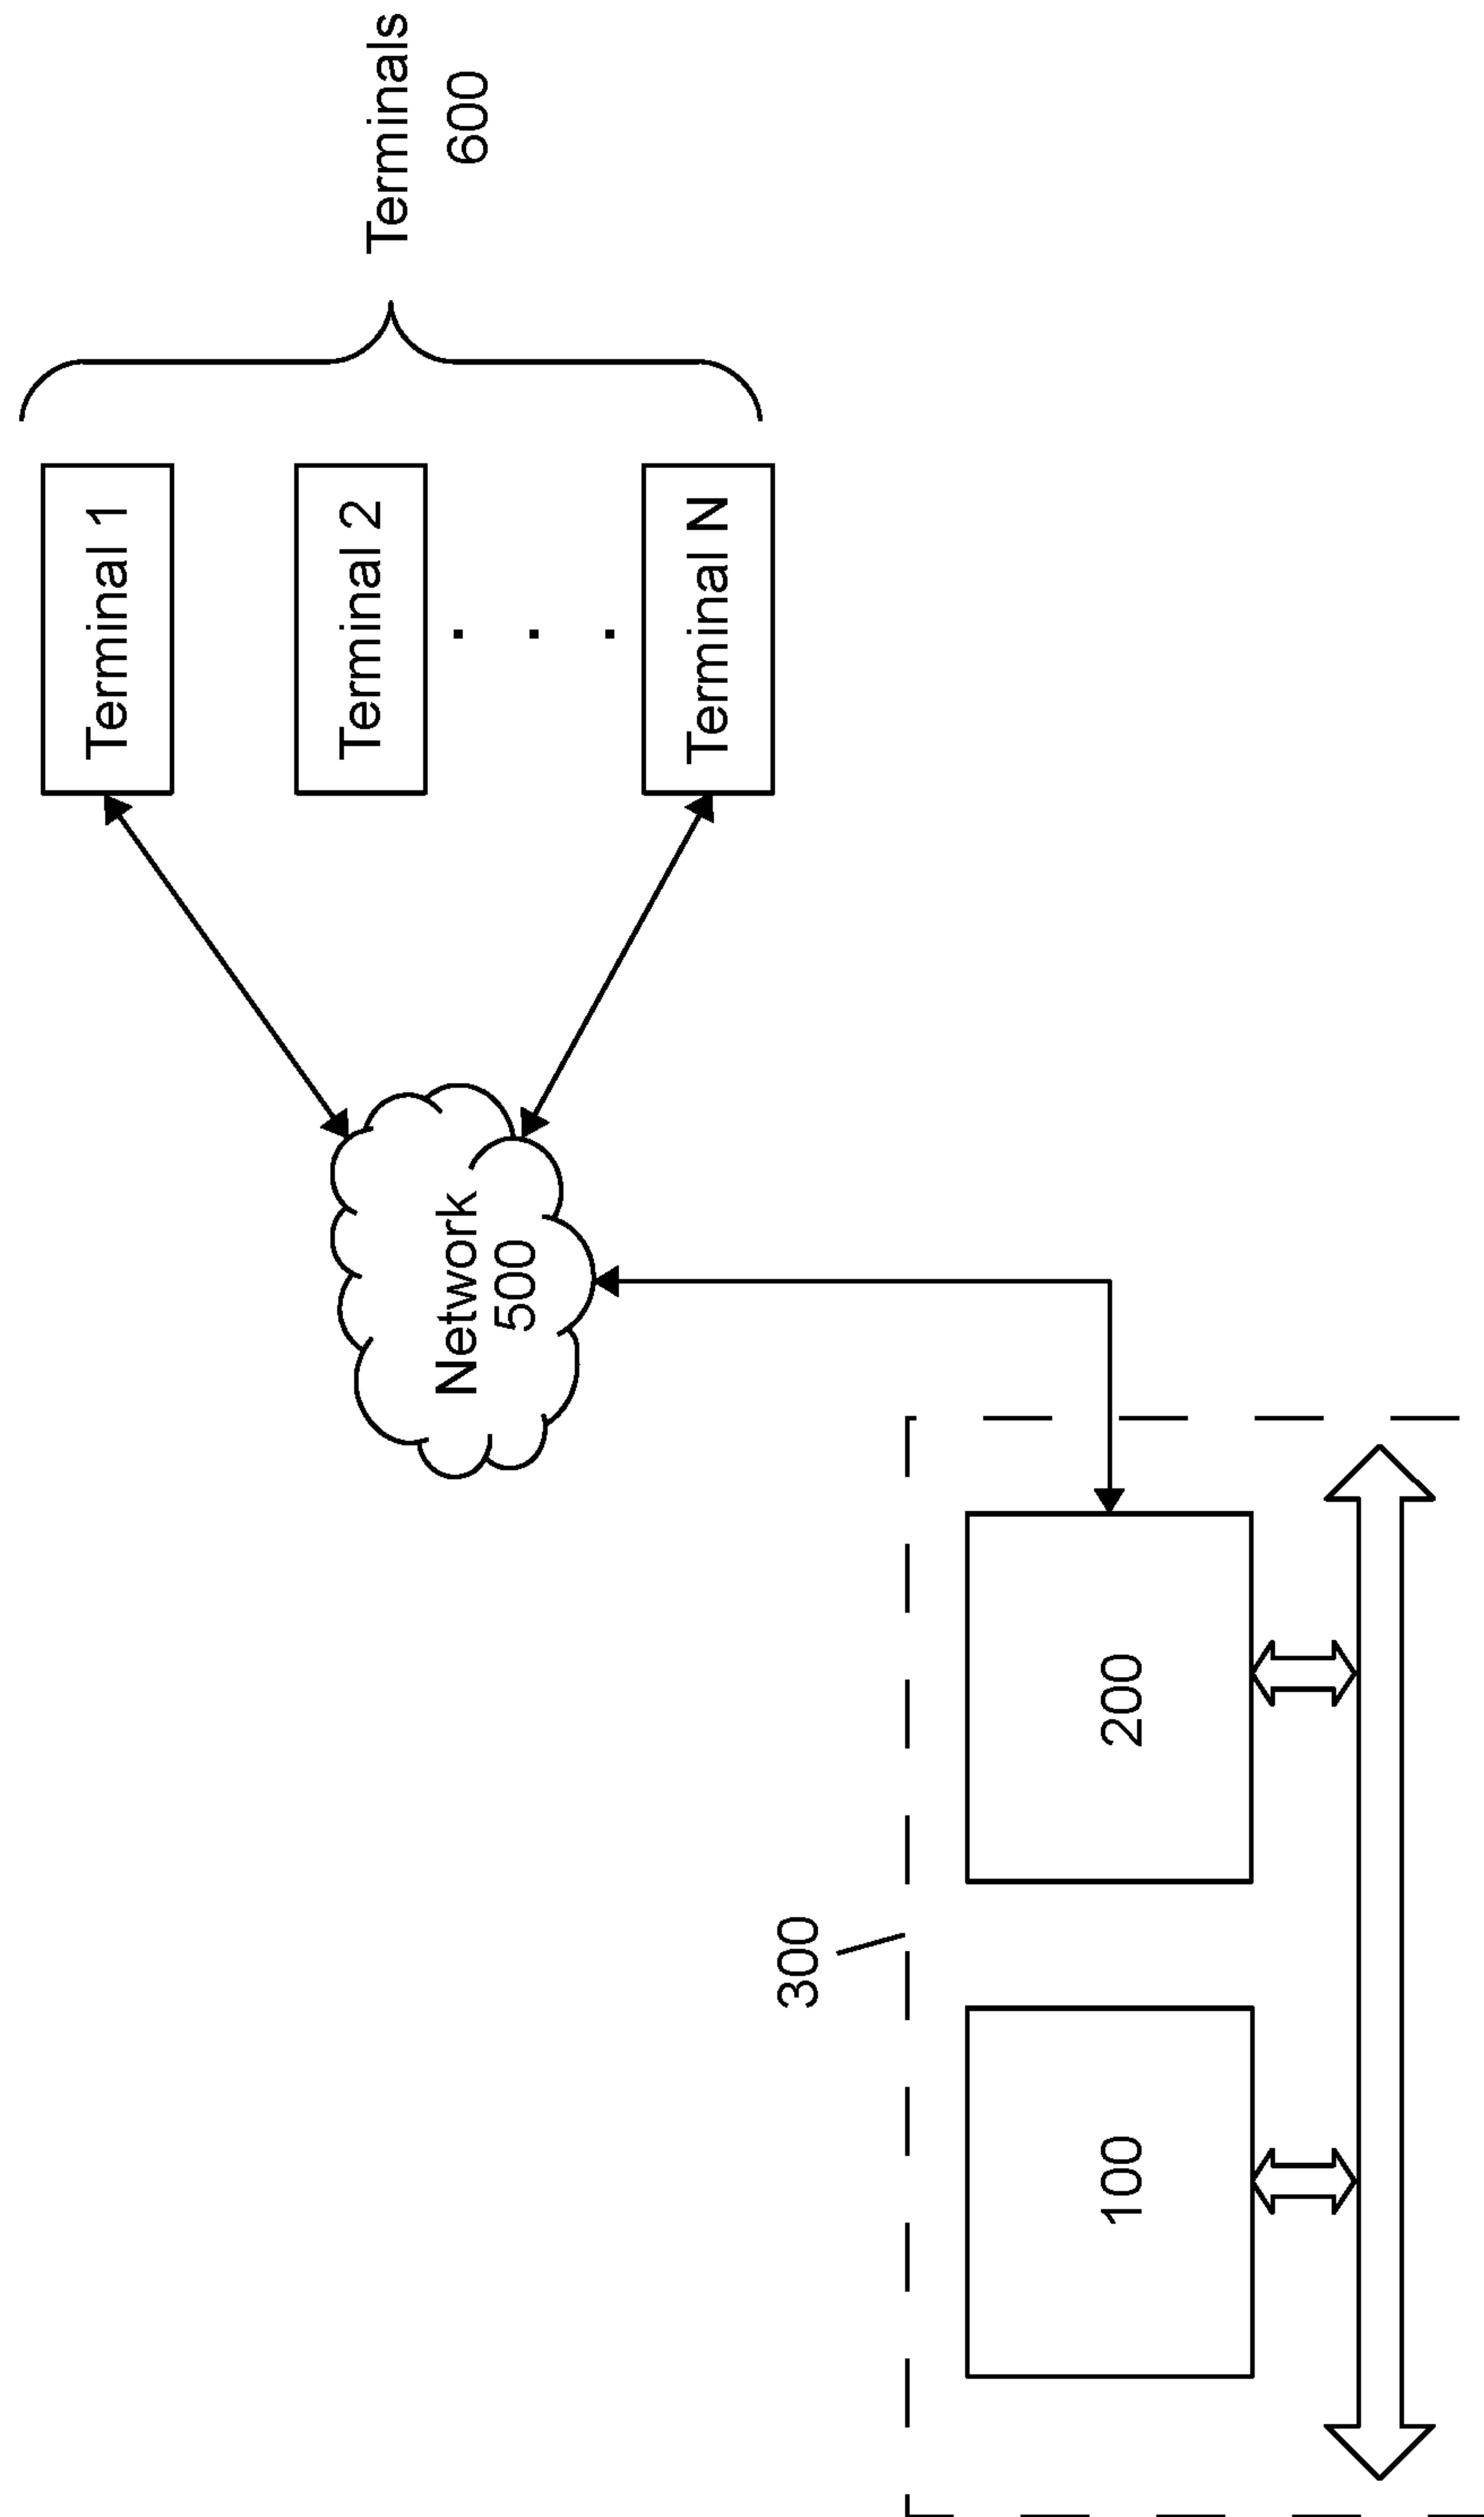 Terminals
600
Terminal 1
Terminal 2
. . .
Terminal N
Network
500
300
100
200